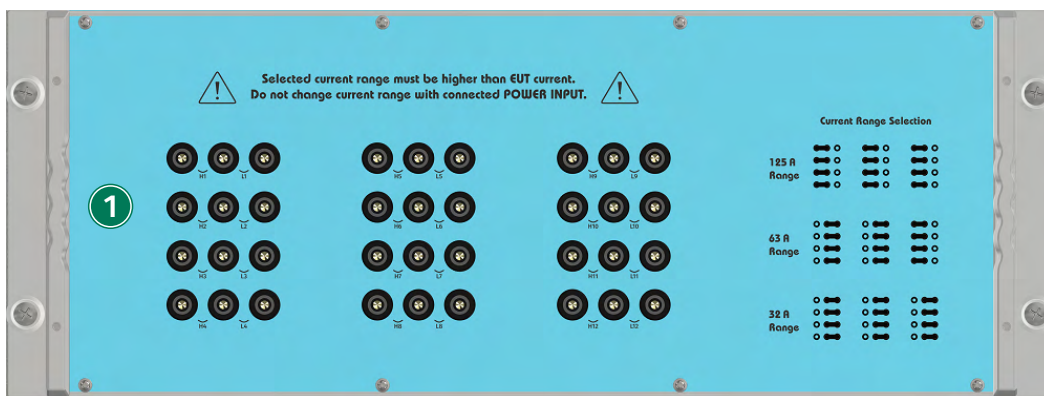 Selected current range must be higher than EUT current.
Do not change current range with connected POWER INPUT.
Current Range Selection
H1 L1 H5 L5 H9 L9
125 A
Range
1
H2 L2 H6 L6 H10 L10
63 A
Range
H3 L3 H7 L7 H11 L11
32 A
Range
H4 L4 H8 L8 H12 L12